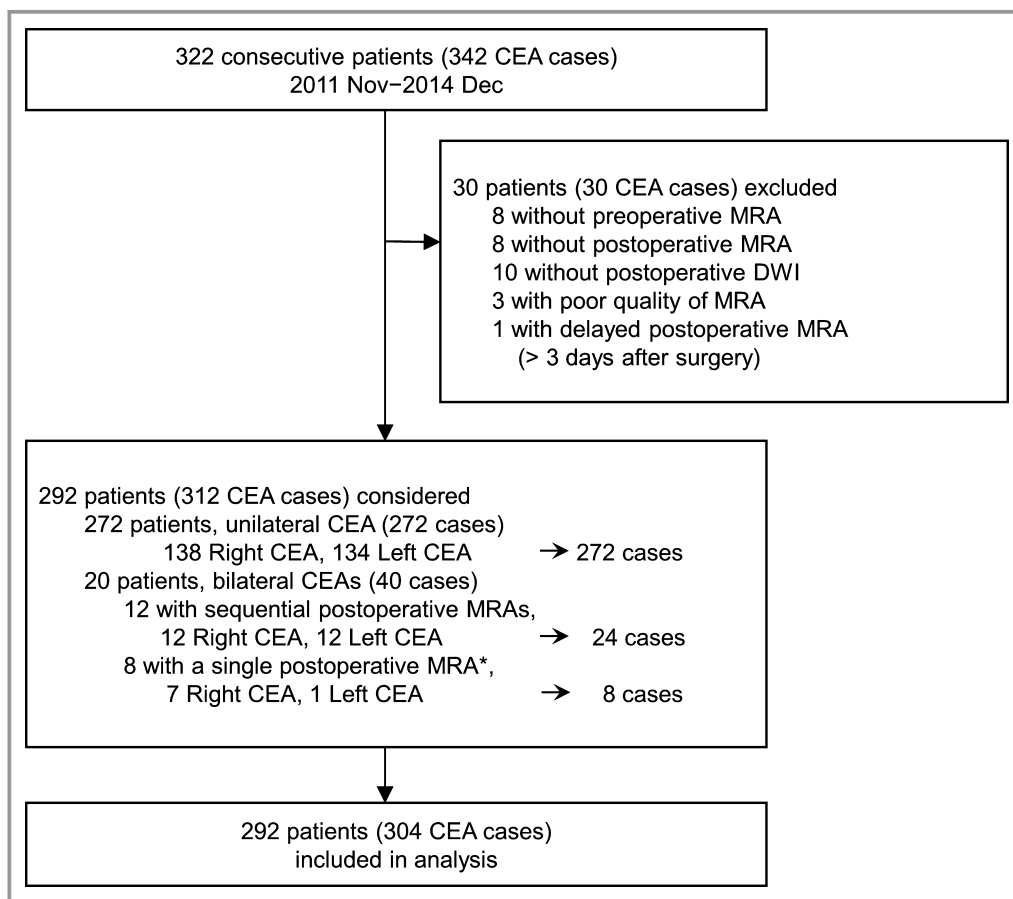 322 consecutive patients (342 CEA cases)
2011 Nov−2014 Dec
30 patients (30 CEA cases) excluded
8 without preoperative MRA
8 without postoperative MRA
10 without postoperative DWI
3 with poor quality of MRA
1 with delayed postoperative MRA
(> 3 days after surgery)
292 patients (312 CEA cases) considered
272 patients, unilateral CEA (272 cases)
138 Right CEA, 134 Left CEA → 272 cases
20 patients, bilateral CEAs (40 cases)
12 with sequential postoperative MRAs,
12 Right CEA, 12 Left CEA → 24 cases
8 with a single postoperative MRA*,
7 Right CEA, 1 Left CEA → 8 cases
292 patients (304 CEA cases)
included in analysis